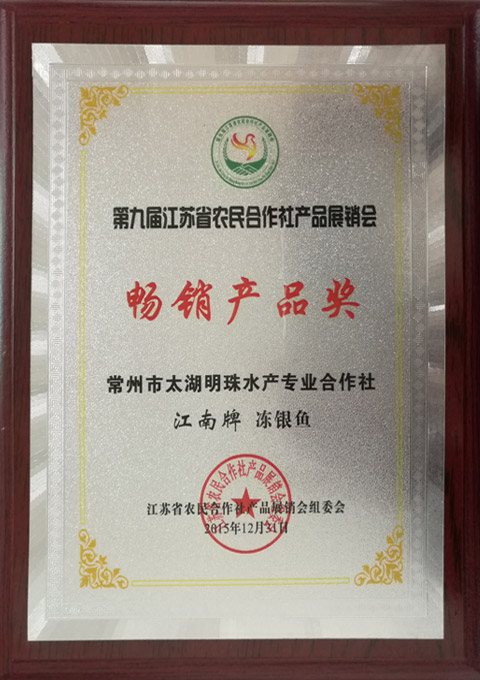 第九届江苏省农民合作社产品展销会
畅销产品奖
常州市太湖明珠水产专业合作社
江南牌 冻银鱼
江苏省农民合作社产品展销会组委会
2015年12月31日